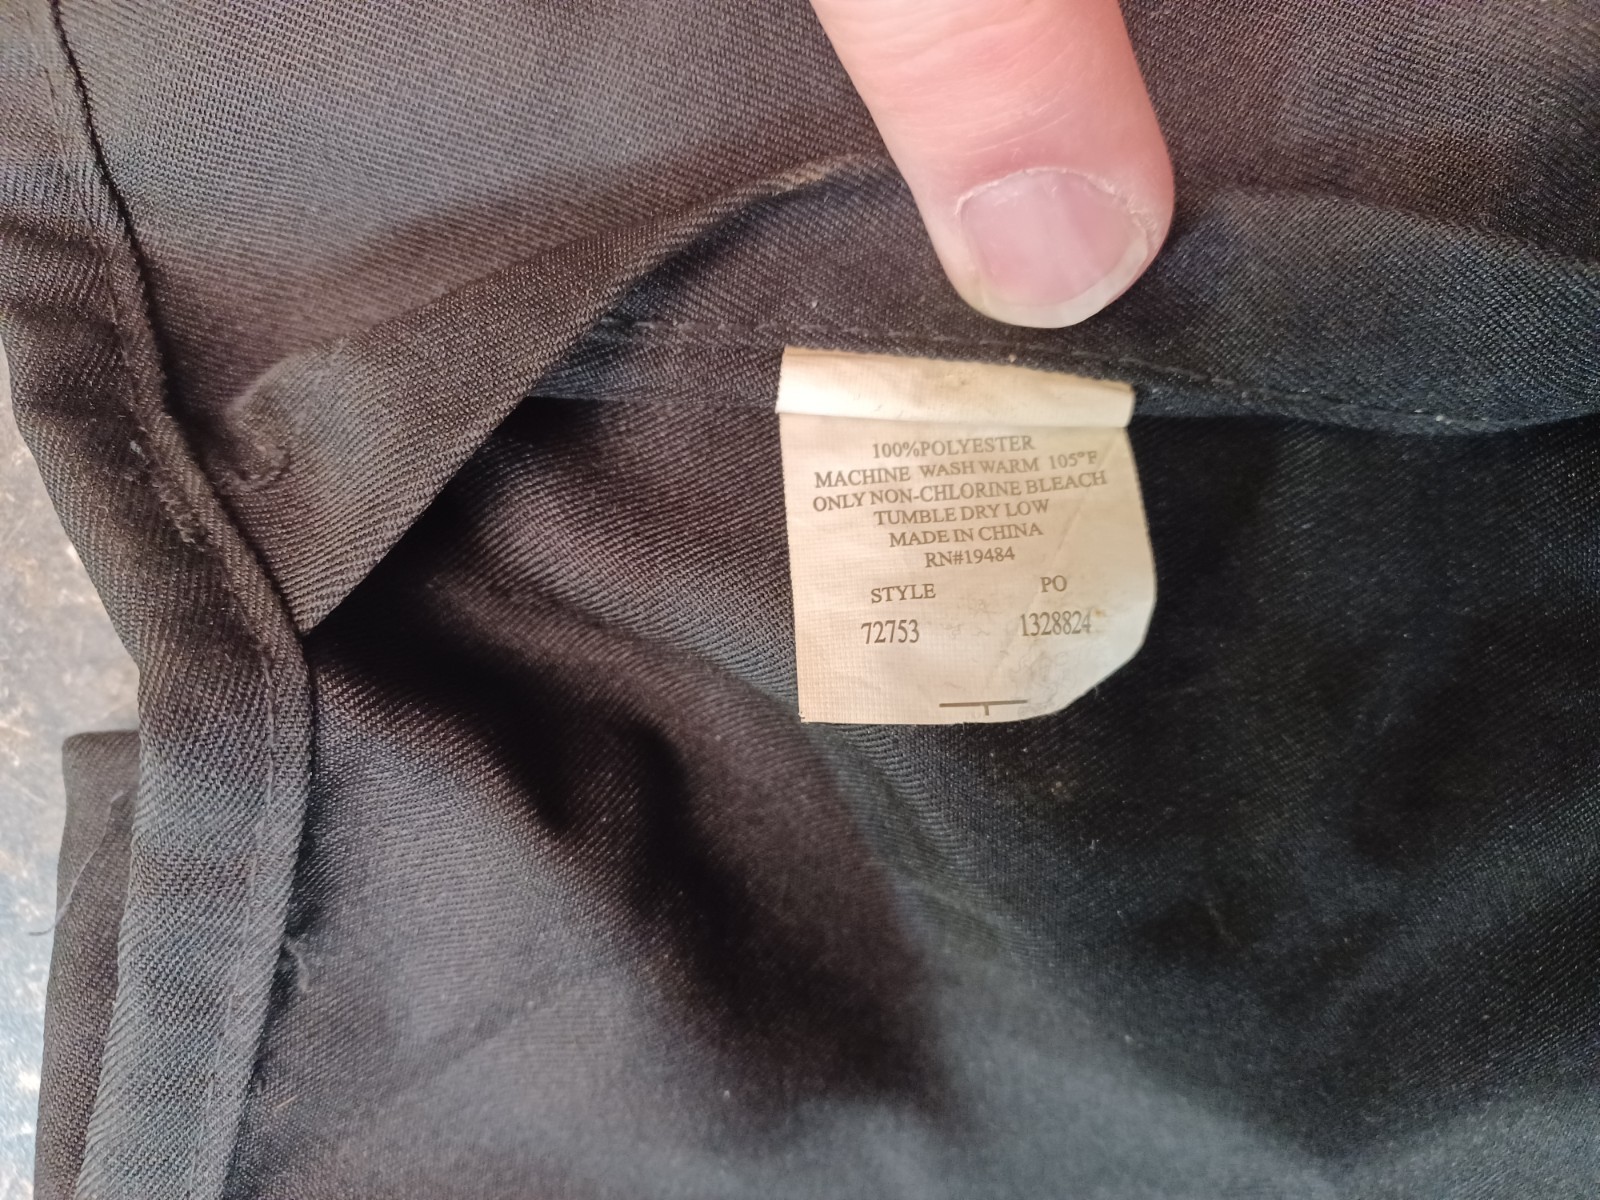 100%POLYESTER
MACHINE WASH WARM 105°F
ONLY NON-CHLORINE BLEACH
TUMBLE DRY LOW
MADE IN CHINA
RN#19484
STYLE PO
72753 1328824